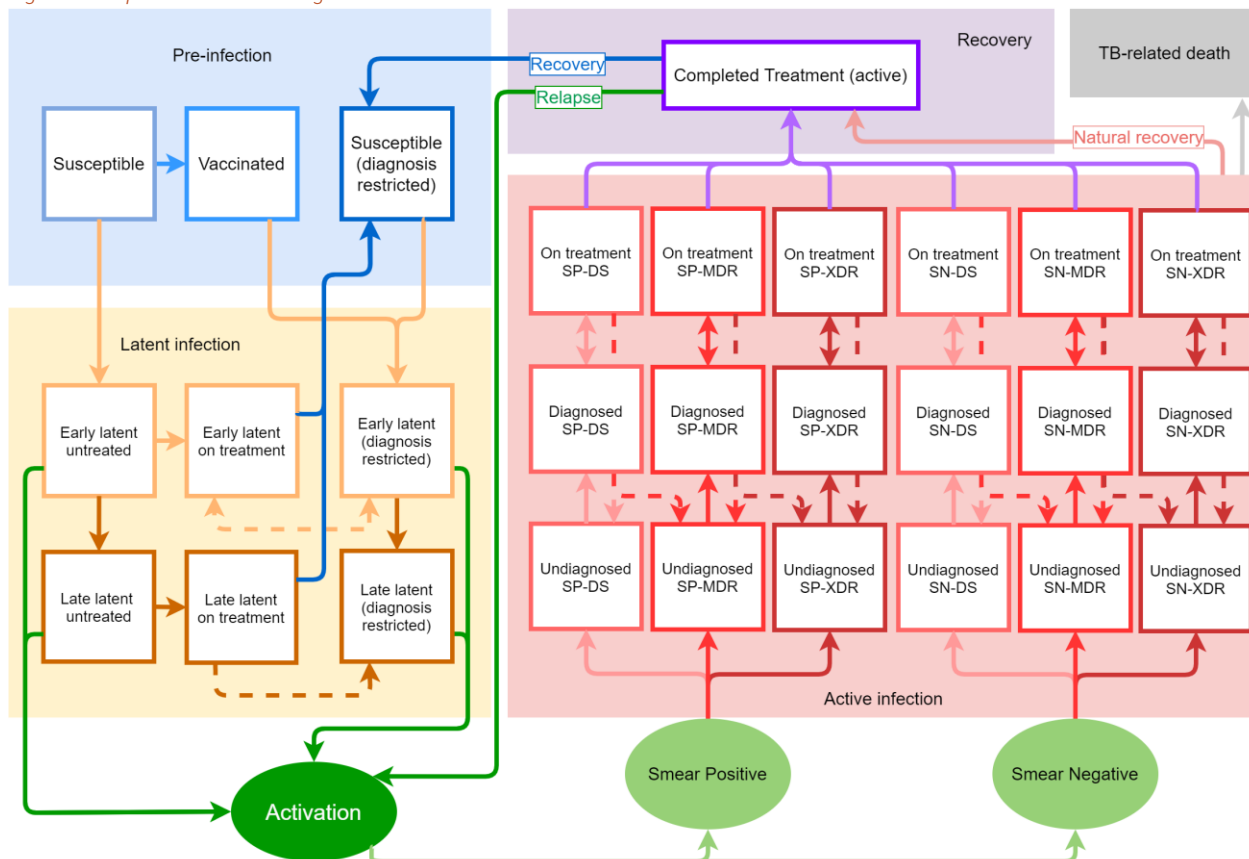 Pre-infection
Recovery
TB-related death
Recovery
Relapse
Completed Treatment (active)
Natural recovery
Susceptible
Vaccinated
Susceptible
(diagnosis
restricted)
On treatment
SP-DS
On treatment
SP-MDR
On treatment
SP-XDR
On treatment
SN-DS
On treatment
SN-MDR
On treatment
SN-XDR
Latent infection
Early latent
untreated
Early latent
on treatment
Early latent
(diagnosis
restricted)
Diagnosed
SP-DS
Diagnosed
SP-MDR
Diagnosed
SP-XDR
Diagnosed
SN-DS
Diagnosed
SN-MDR
Diagnosed
SN-XDR
Late latent
untreated
Late latent
on treatment
Late latent
(diagnosis
restricted)
Undiagnosed
SP-DS
Undiagnosed
SP-MDR
Undiagnosed
SP-XDR
Undiagnosed
SN-DS
Undiagnosed
SN-MDR
Undiagnosed
SN-XDR
Active infection
Activation
Smear Positive
Smear Negative